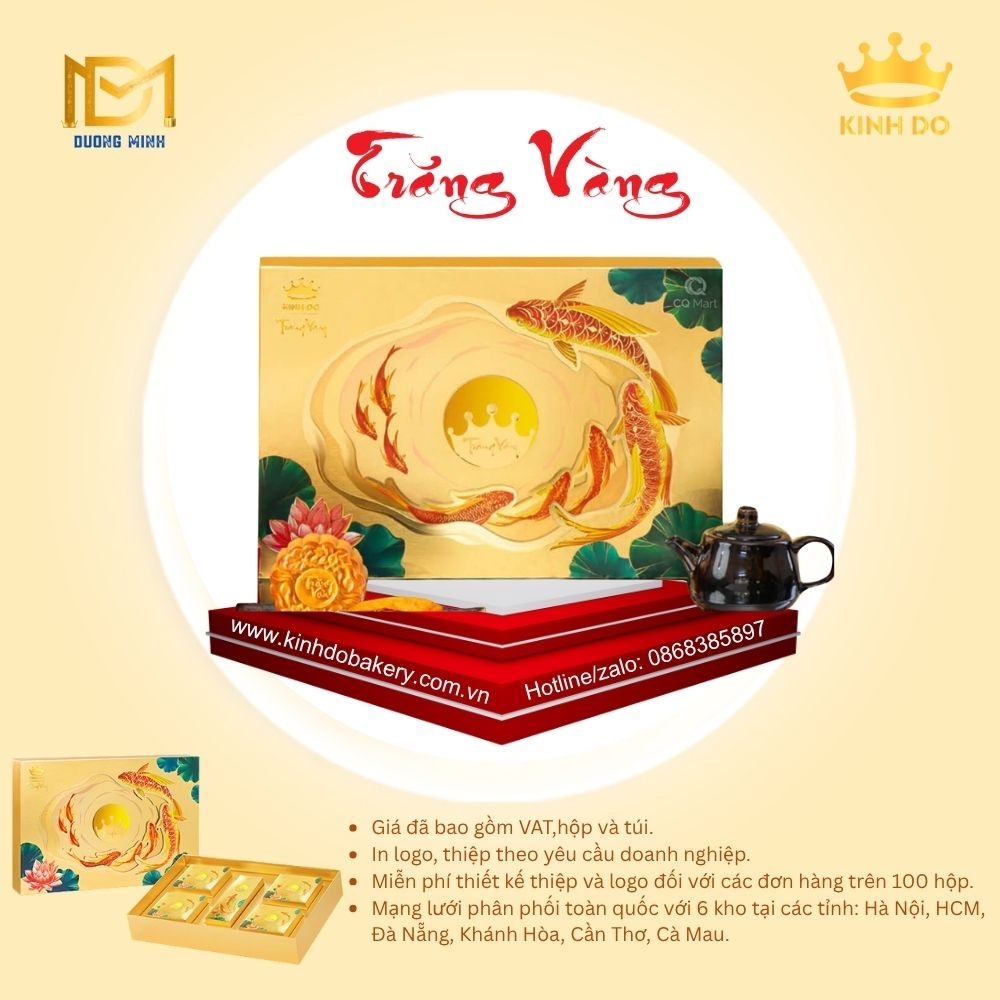 DUONG MINH
KINH DO
Trăng Vàng
KINH DO
Trăng Vàng
CQ Mart
Trăng Vàng
Trăng Vàng
www.kinhdobakery.com.vn
Hotline/zalo: 0868385897
• Giá đã bao gồm VAT,hộp và túi.
• In logo, thiệp theo yêu cầu doanh nghiệp.
• Miễn phí thiết kế thiệp và logo đối với các đơn hàng trên 100 hộp.
• Mạng lưới phân phối toàn quốc với 6 kho tại các tỉnh: Hà Nội, HCM,
Đà Nẵng, Khánh Hòa, Cần Thơ, Cà Mau.